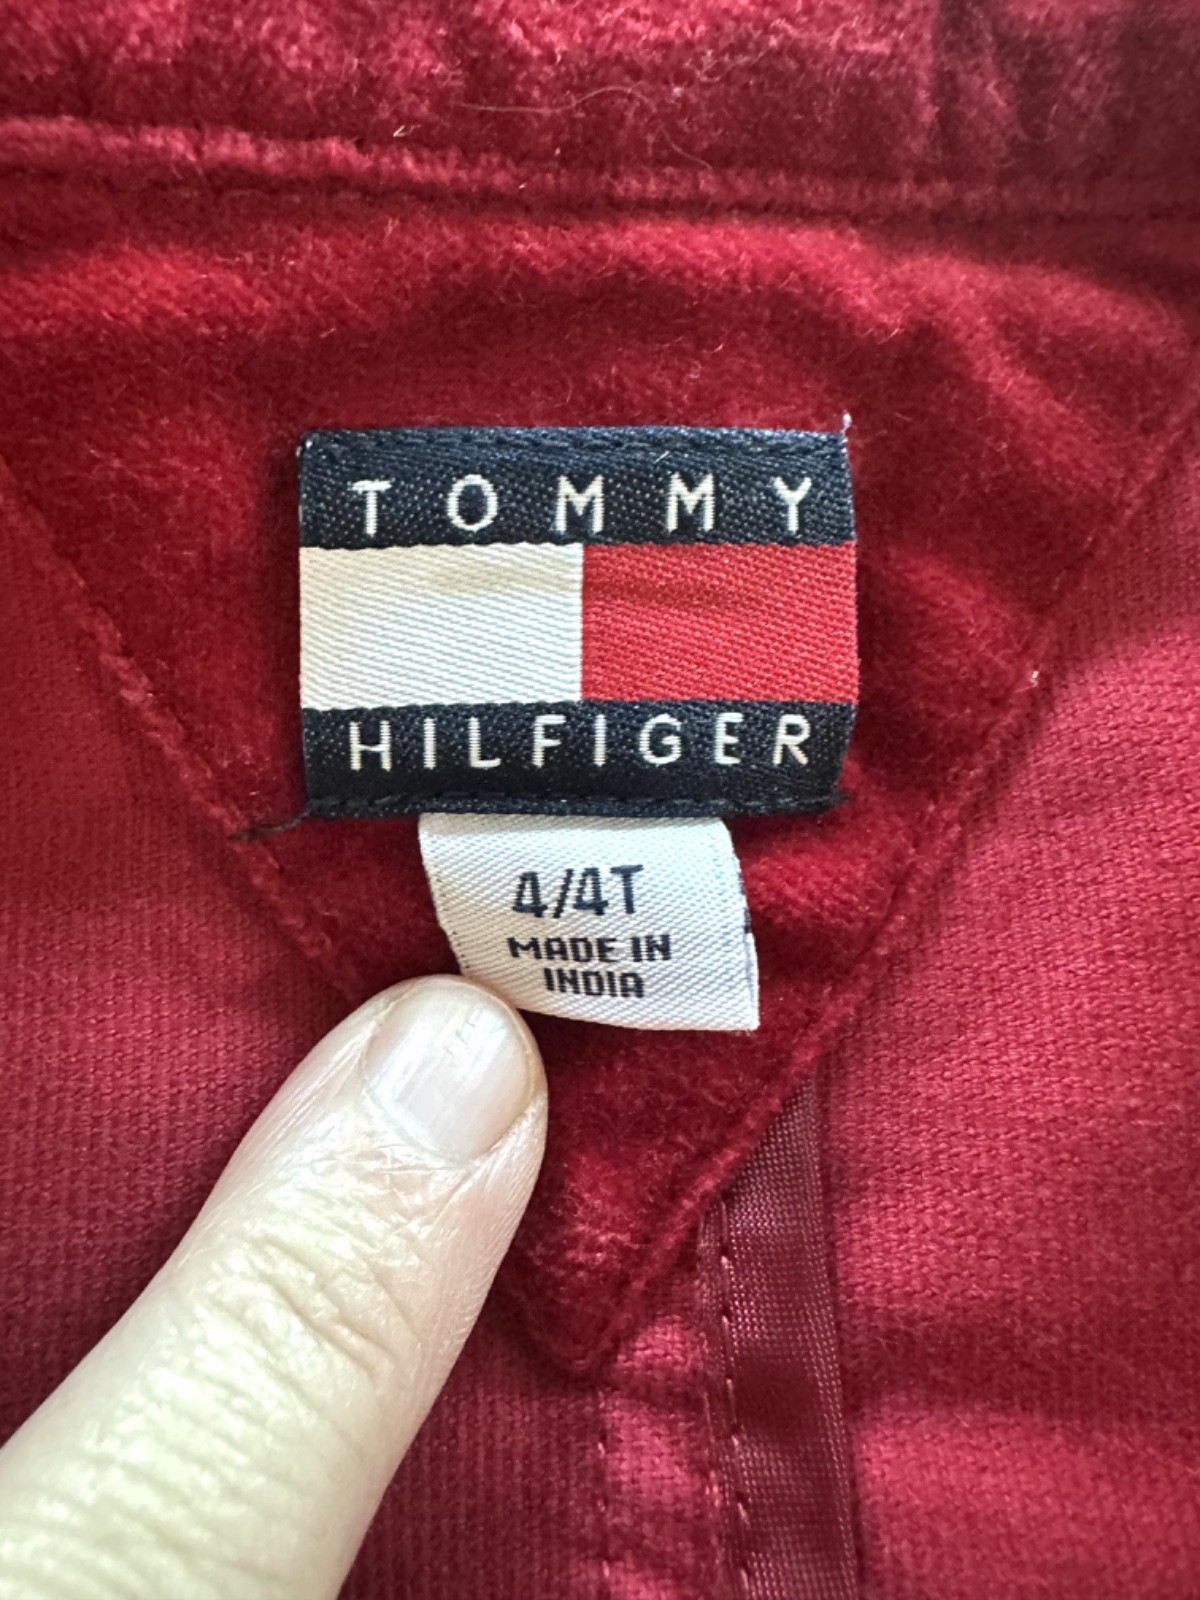 TOMMY
HILFIGER
4/4T
MADE IN
INDIA